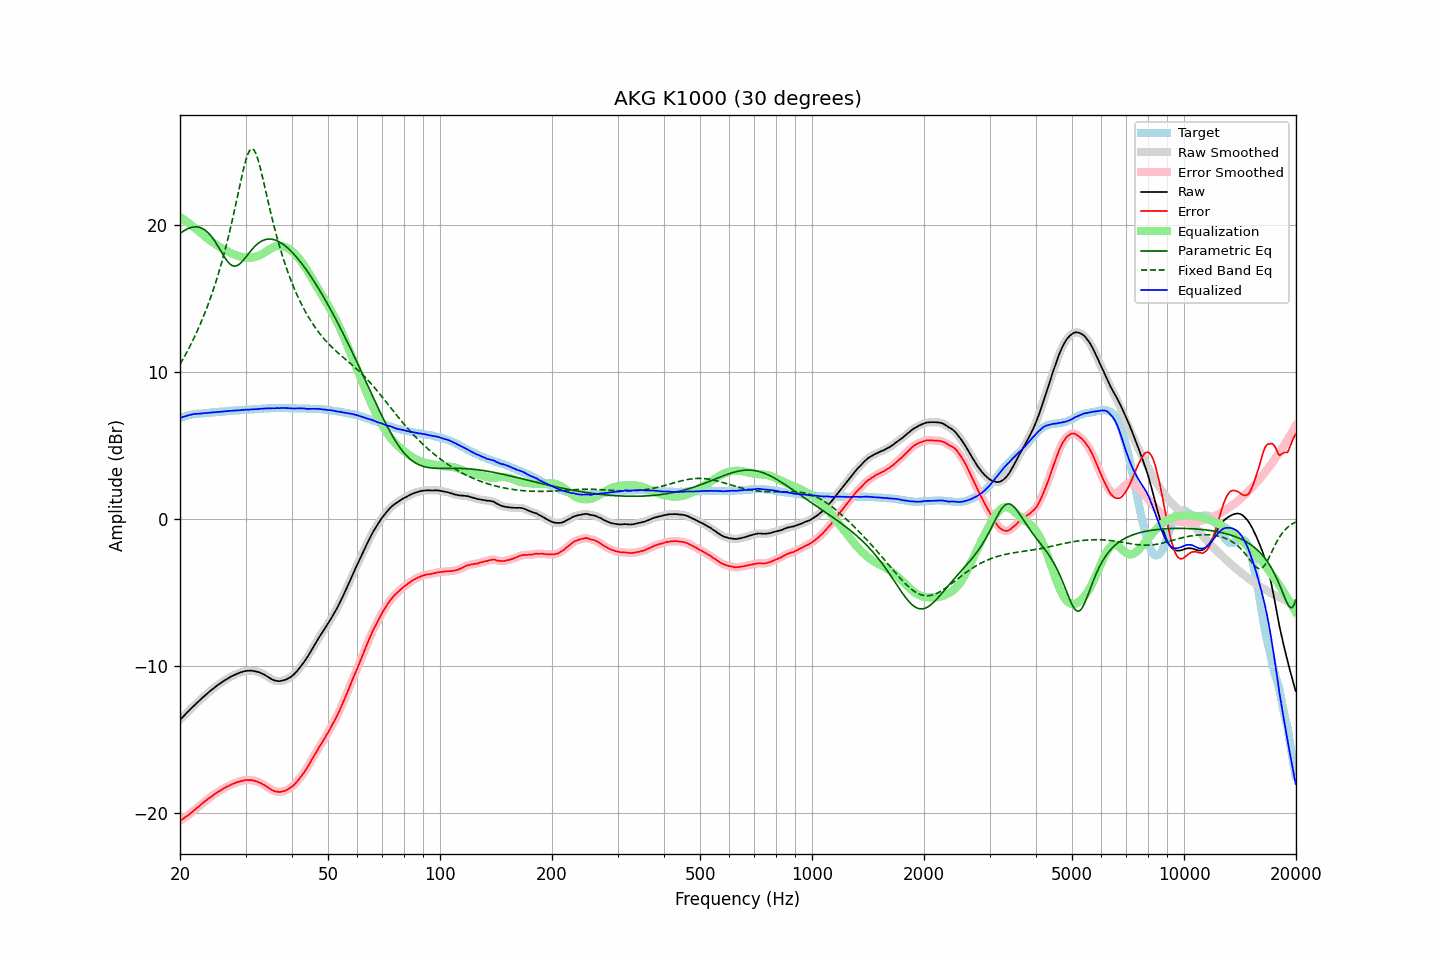 AKG K1000 (30 degrees)
Target
Raw Smoothed
Error Smoothed
Raw
Error
Equalization
Parametric Eq
Fixed Band Eq
Equalized
Amplitude (dBr)
20
10
0
−10
−20
20 50 100 200 500 1000 2000 5000 10000 20000
Frequency (Hz)